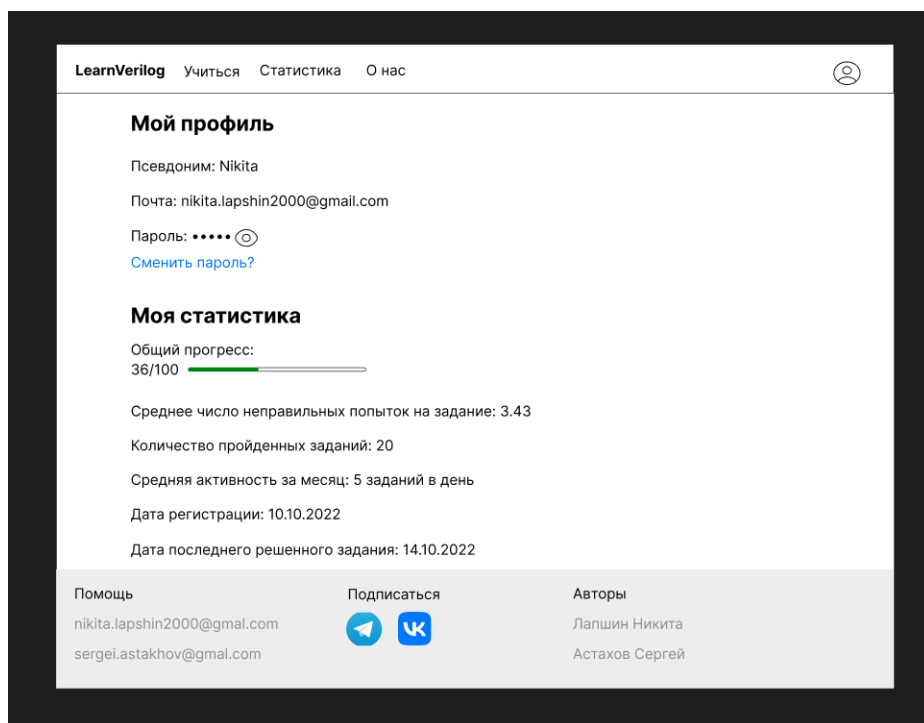 LearnVerilog Учиться Статистика О нас
Мой профиль
Псевдоним: Nikita
Почта: nikita.lapshin2000@gmail.com
Пароль: •••••
Сменить пароль?
Моя статистика
Общий прогресс:
36/100
Среднее число неправильных попыток на задание: 3.43
Количество пройденных заданий: 20
Средняя активность за месяц: 5 заданий в день
Дата регистрации: 10.10.2022
Дата последнего решенного задания: 14.10.2022
Помощь Подписаться Авторы
nikita.lapshin2000@gmal.com Лапшин Никита
sergei.astakhov@gmal.com Астахов Сергей